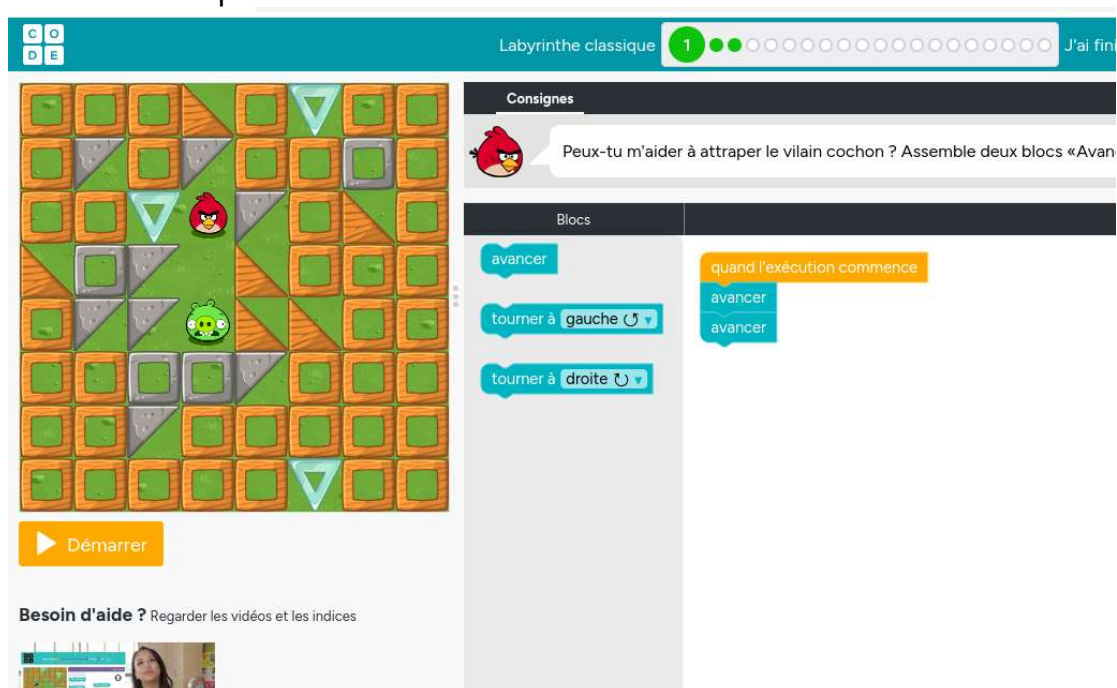 C O
D E
Labyrinthe classique
1
J'ai fini
Consignes
Peux-tu m'aider à attraper le vilain cochon ? Assemble deux blocs «Avan
Blocs
avancer
quand l'exécution commence
avancer
tourner à gauche
avancer
tourner à droite
Démarrer
Besoin d'aide ? Regarder les vidéos et les indices